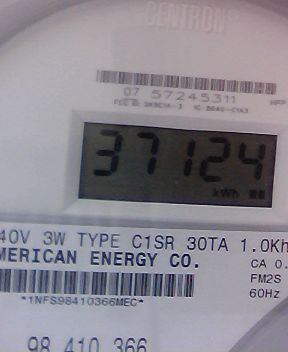 CENTRON®
07 57245311
37124
kWh
40V 3W TYPE C1SR 30TA 1.0Kh
MERICAN ENERGY CO.
CA 0.
FM2S
60Hz
*1NFS98410366MEC*
98 410 366